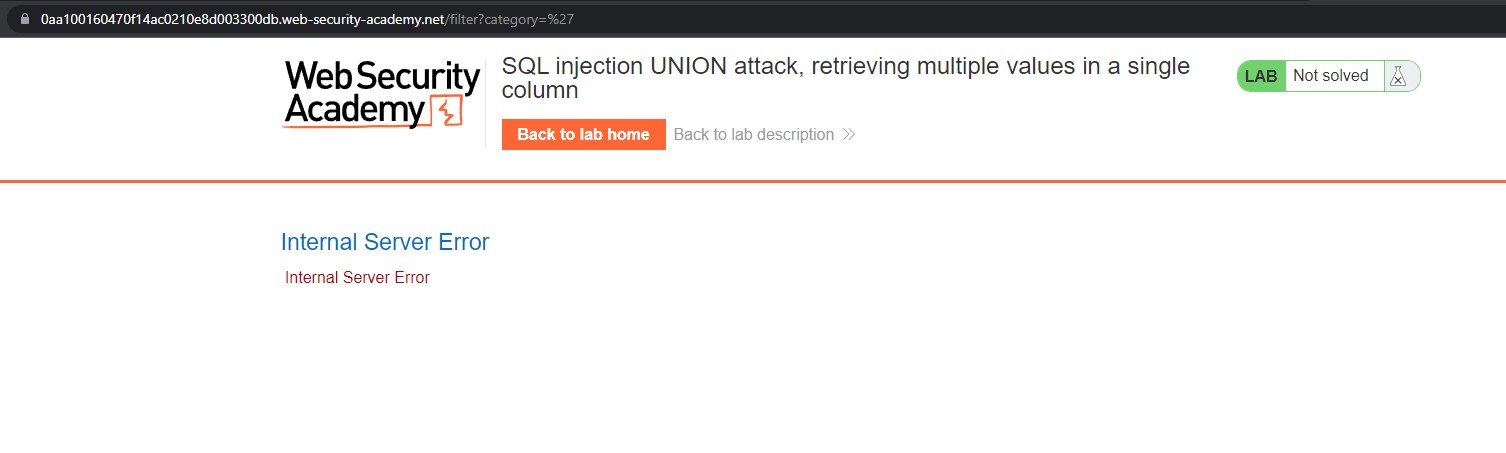 0aa100160470f14ac0210e8d003300db.web-security-academy.net/filter?category=%27
Web Security
Academy
SQL injection UNION attack, retrieving multiple values in a single
column
LAB Not solved
Back to lab home Back to lab description
Internal Server Error
Internal Server Error